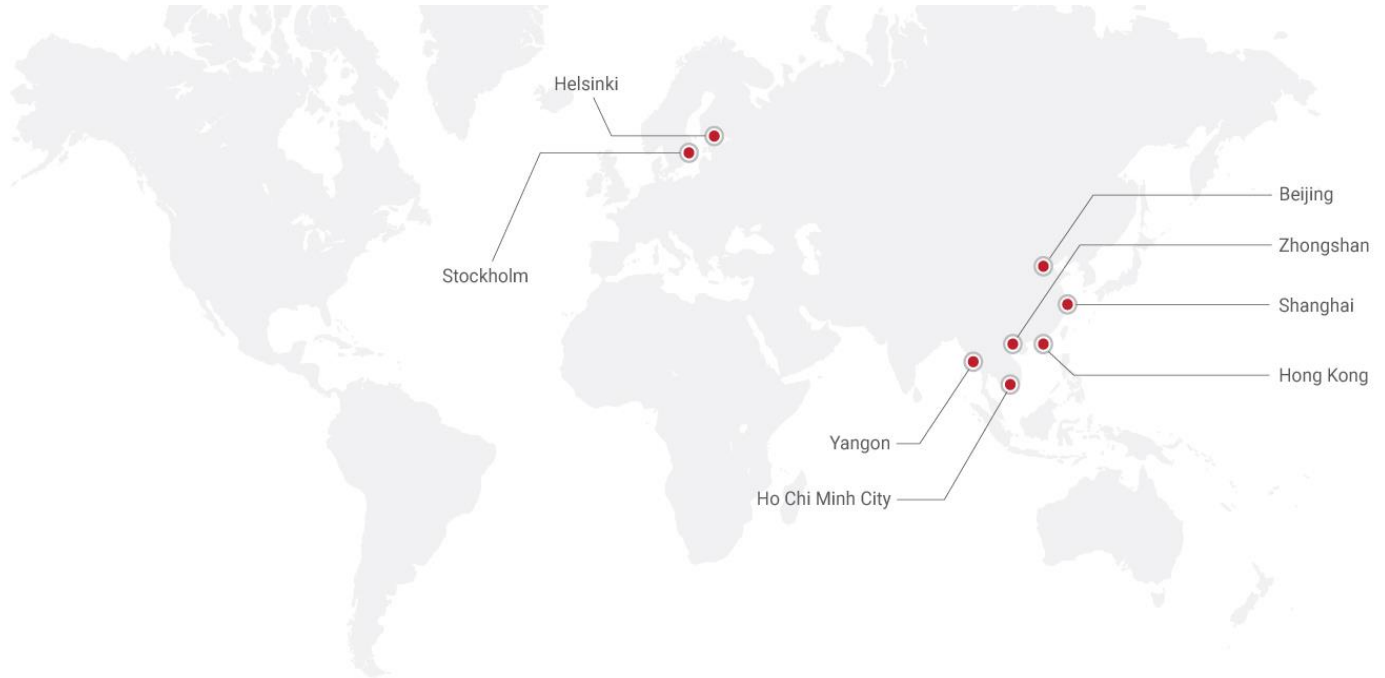 Helsinki
Stockholm
Beijing
Zhongshan
Shanghai
Hong Kong
Yangon
Ho Chi Minh City